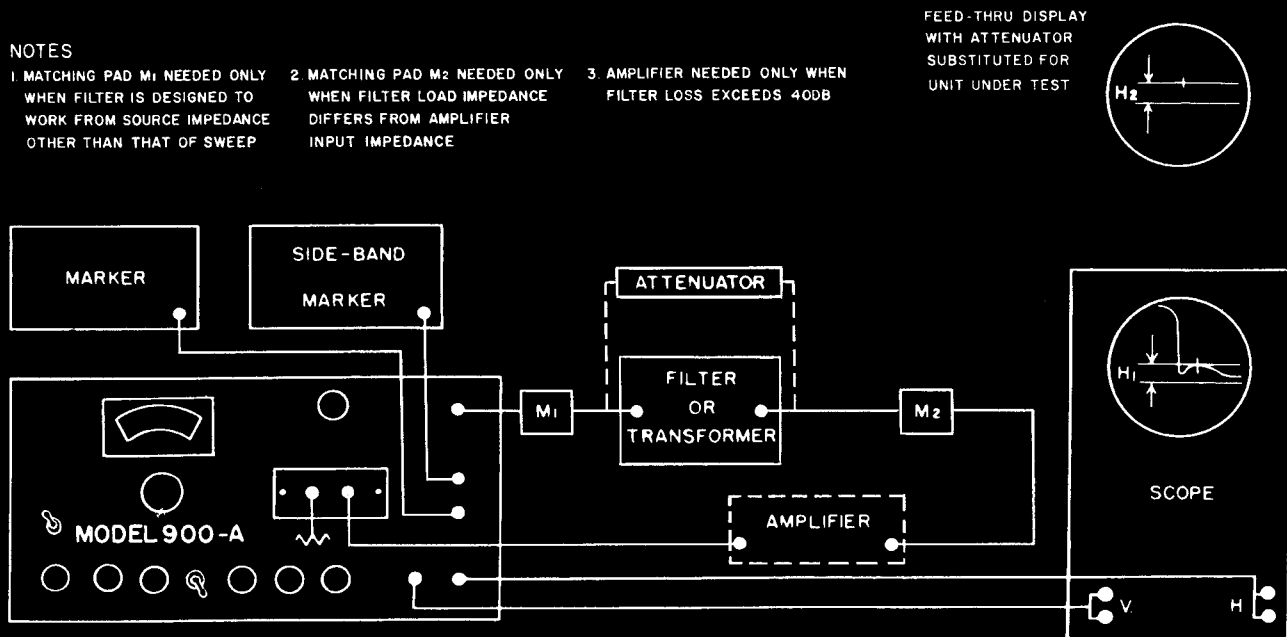 NOTES
1. MATCHING PAD M1 NEEDED ONLY
WHEN FILTER IS DESIGNED TO
WORK FROM SOURCE IMPEDANCE
OTHER THAN THAT OF SWEEP
2. MATCHING PAD M2 NEEDED ONLY
WHEN FILTER LOAD IMPEDANCE
DIFFERS FROM AMPLIFIER
INPUT IMPEDANCE
3. AMPLIFIER NEEDED ONLY WHEN
FILTER LOSS EXCEEDS 40DB
FEED-THRU DISPLAY
WITH ATTENUATOR
SUBSTITUTED FOR
UNIT UNDER TEST
H2
MARKER
SIDE-BAND
MARKER
ATTENUATOR
FILTER
OR
TRANSFORMER
M1
M2
H1
SCOPE
AMPLIFIER
MODEL 900-A
V
H